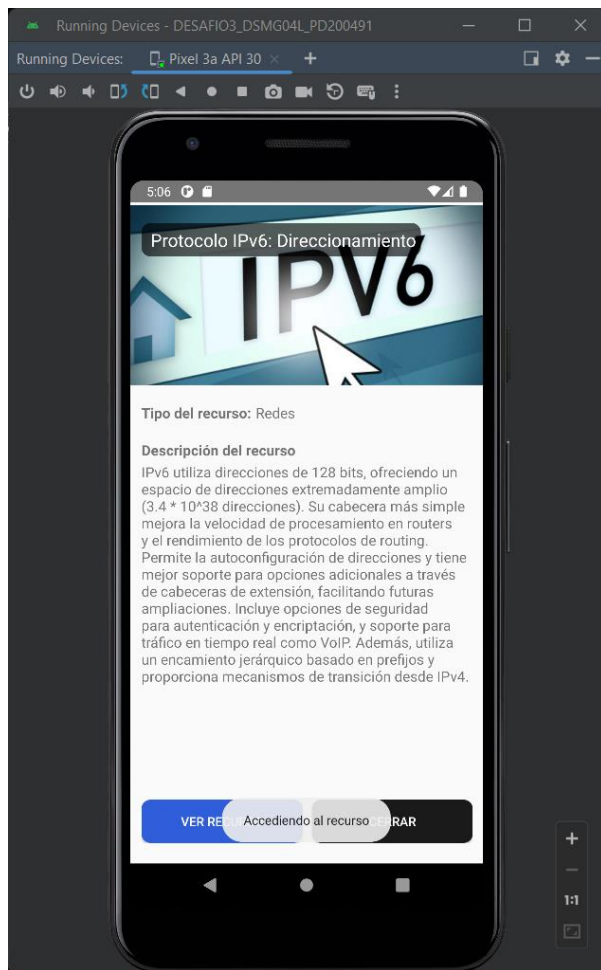 Running Devices - DESAFIO3_DSMG04L_PD200491
Running Devices: Pixel 3a API 30
5:06
Protocolo IPv6: Direccionamiento
IPV6
Tipo del recurso: Redes
Descripción del recurso
IPv6 utiliza direcciones de 128 bits, ofreciendo un
espacio de direcciones extremadamente amplio
(3.4 * 10^38 direcciones). Su cabecera más simple
mejora la velocidad de procesamiento en routers
y el rendimiento de los protocolos de routing.
Permite la autoconfiguración de direcciones y tiene
mejor soporte para opciones adicionales a través
de cabeceras de extensión, facilitando futuras
ampliaciones. Incluye opciones de seguridad
para autenticación y encriptación, y soporte para
tráfico en tiempo real como VoIP. Además, utiliza
un encamiento jerárquico basado en prefijos y
proporciona mecanismos de transición desde IPv4.
VER RE Accediendo al recurso RRAR
1:1